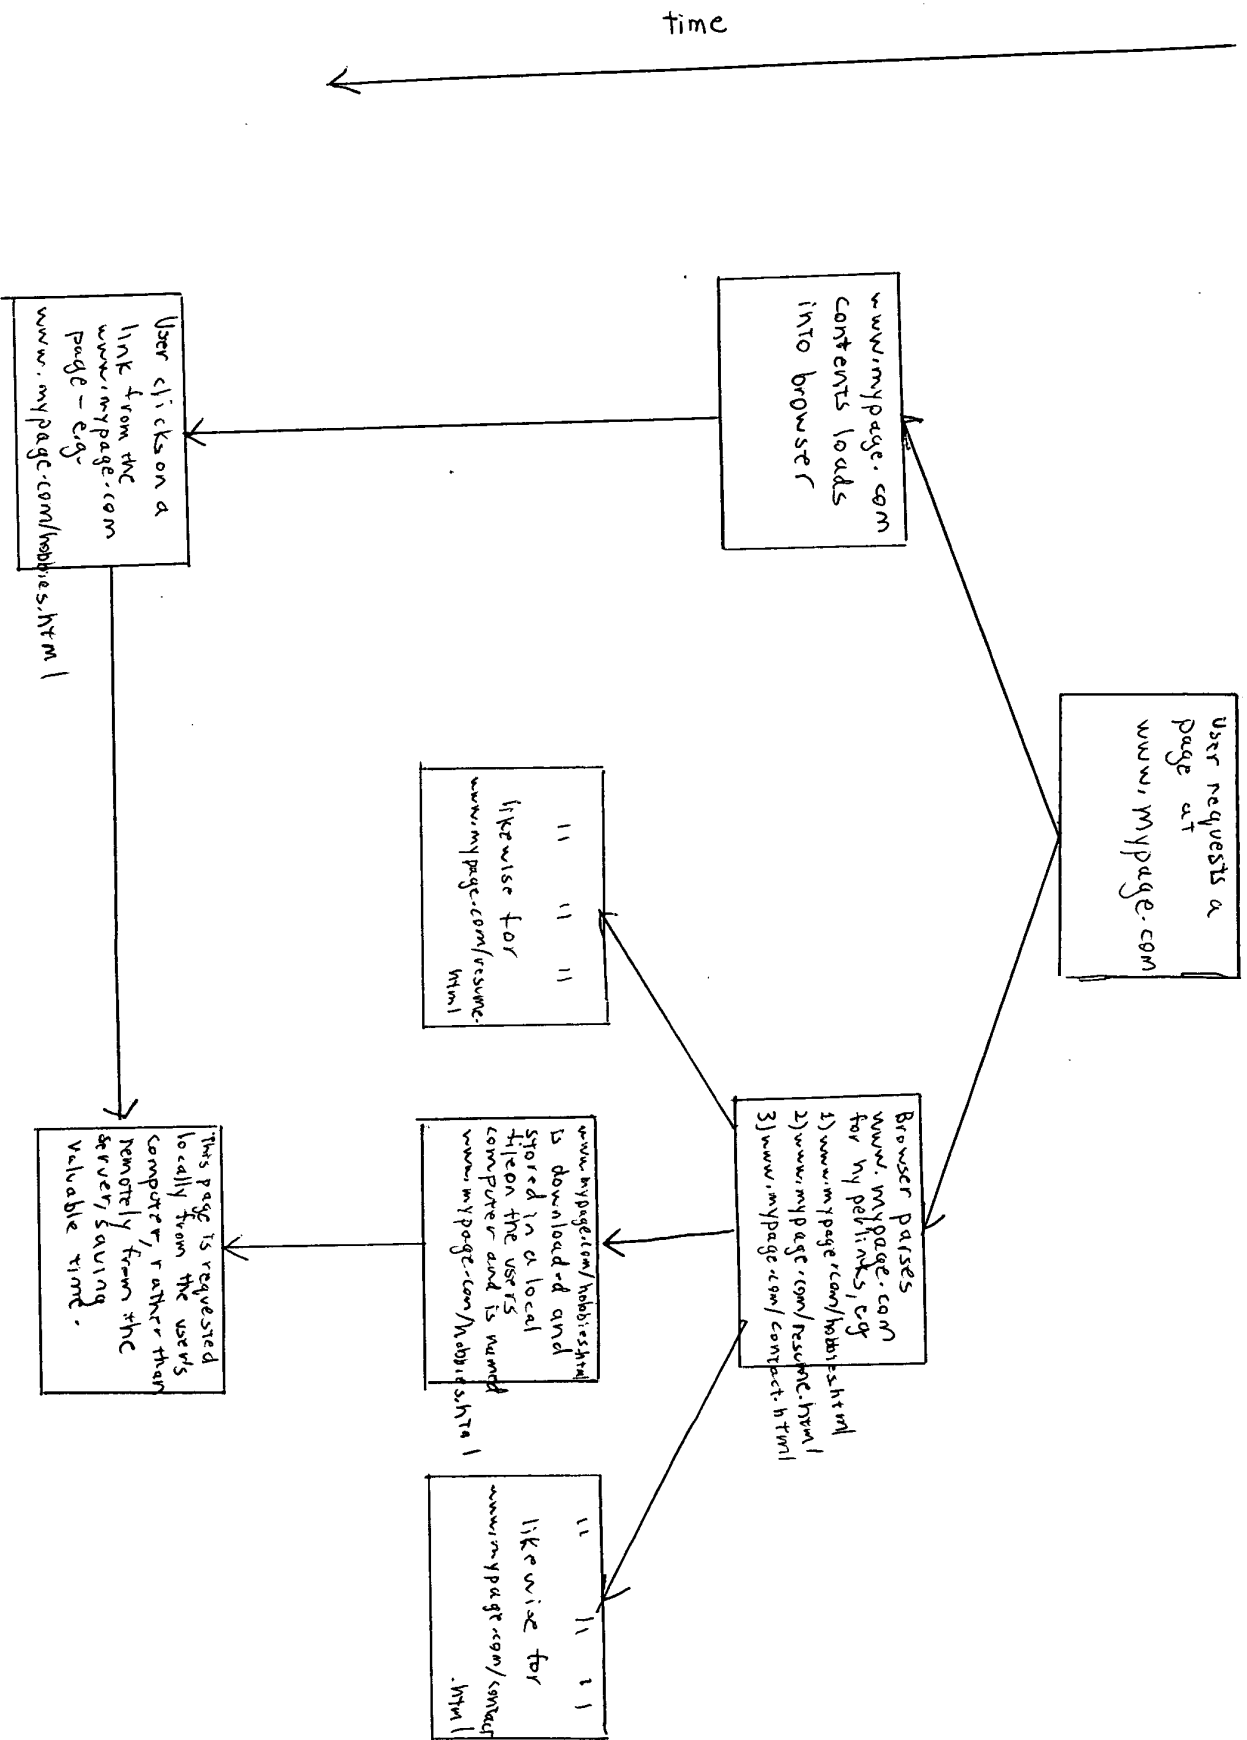 time
User requests a
page at
www.Mypage.com
www.mypage.com
contents loads
into browser
Browser parses
www.mypage.com
for hyperlinks, eg
1) www.mypage.com/hobbies.html
2) www.mypage.com/resume.html
3) www.mypage.com/contact.html
" " "
likewise for
www.mypage.com/resume.
html
www.mypage.com/hobbies.html
is downloaded and
stored in a local
file on the users
computer and is named
www.mypage.com/hobbies.html
" " "
likewise for
www.mypage.com/contact
.html
User clicks on a
link from the
www.mypage.com
page - e.g.
www.mypage.com/hobbies.html
This page is requested
locally from the user's
computer, rather than
remotely from the
server, saving
valuable time.